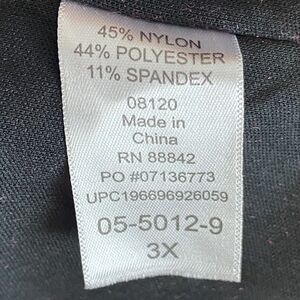 45% NYLON
44% POLYESTER
11% SPANDEX
08120
Made in
China
RN 88842
PO #07136773
UPC196696926059
05-5012-9
3X